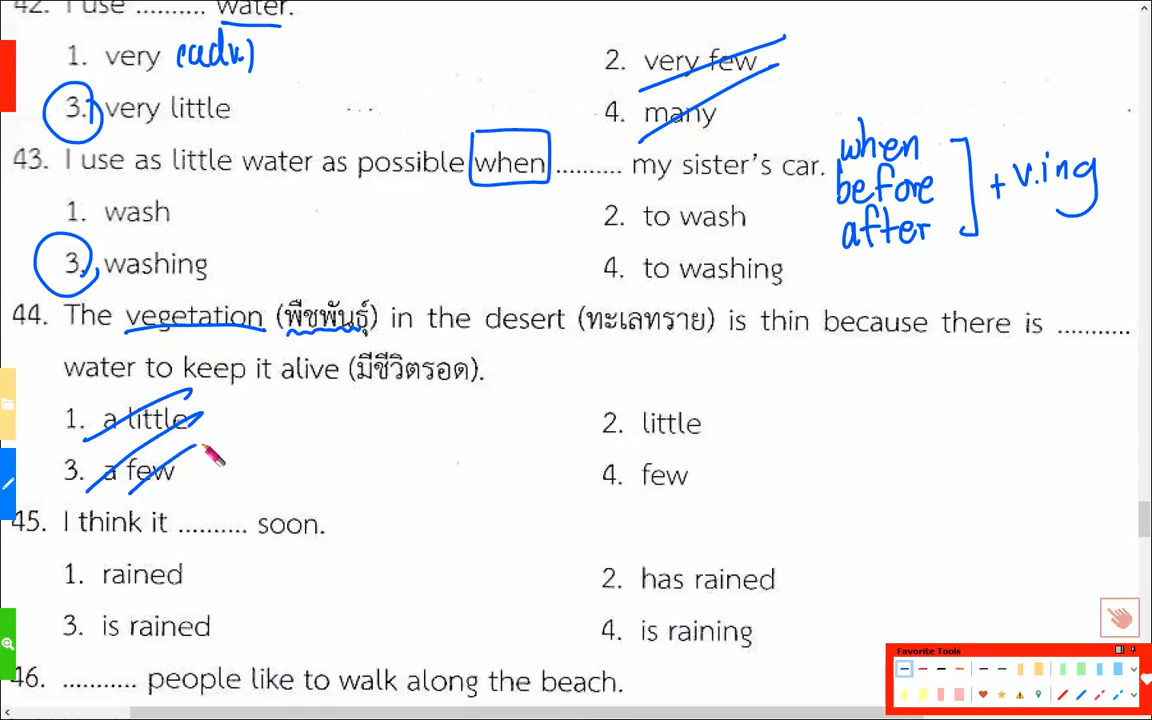 42. I use .......... water.
1. very (adv.)
2. very few
3. very little
4. many
43. I use as little water as possible when .......... my sister's car.
when
before
after
+ v.ing
1. wash
2. to wash
3. washing
4. to washing
44. The vegetation (พืชพันธุ์) in the desert (ทะเลทราย) is thin because there is ...........
water to keep it alive (มีชีวิตรอด).
1. a little
2. little
3. a few
4. few
45. I think it .......... soon.
1. rained
2. has rained
3. is rained
4. is raining
46. ........... people like to walk along the beach.
Favorite Tools